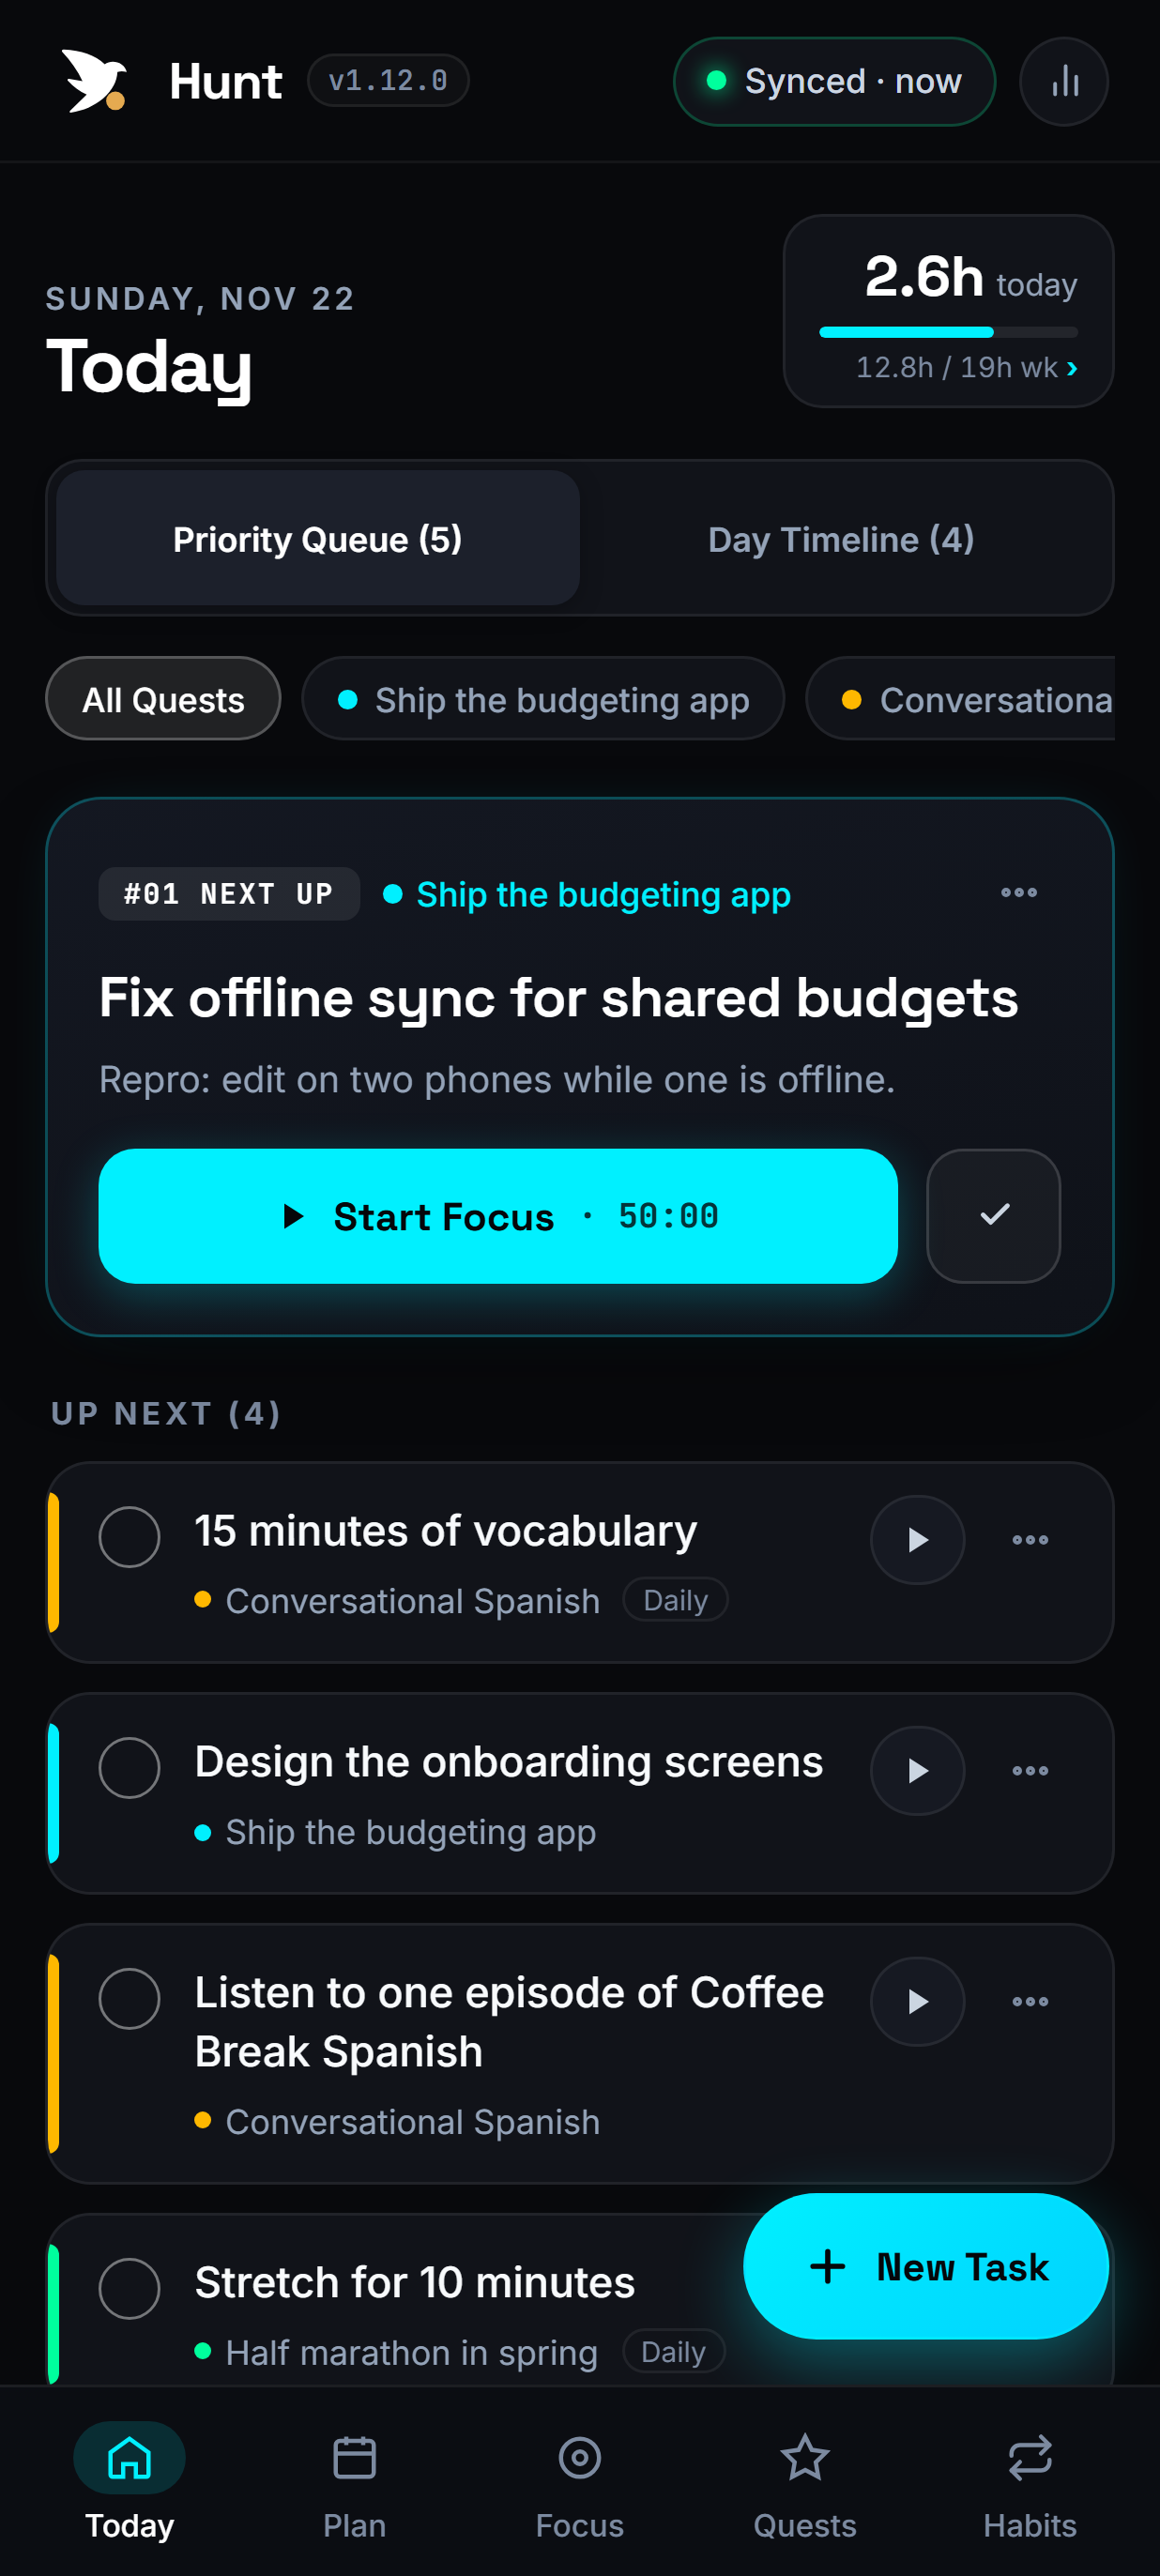 Hunt
v1.12.0
Synced · now
SUNDAY, NOV 22
Today
2.6h today
12.8h / 19h wk ›
Priority Queue (5)
Day Timeline (4)
All Quests
Ship the budgeting app
Conversationa
#01 NEXT UP
Ship the budgeting app
Fix offline sync for shared budgets
Repro: edit on two phones while one is offline.
Start Focus · 50:00
UP NEXT (4)
15 minutes of vocabulary
Conversational Spanish
Daily
Design the onboarding screens
Ship the budgeting app
Listen to one episode of Coffee
Break Spanish
Conversational Spanish
Stretch for 10 minutes
Half marathon in spring
Daily
+ New Task
Today
Plan
Focus
Quests
Habits